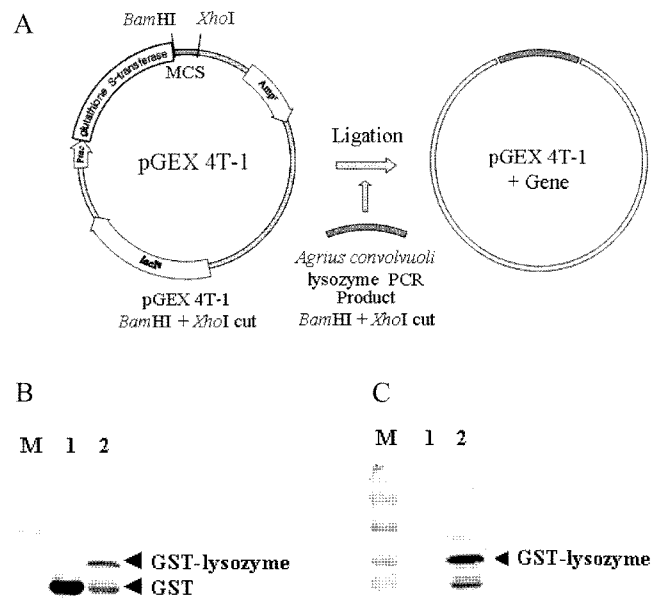 A
BamHI XhoI
MCS
glutathione S-transferase
Ampr
Ptac
pGEX 4T-1
lacIq
pGEX 4T-1
BamHI + XhoI cut
Ligation
Agrius convolvuoli
lysozyme PCR
Product
BamHI + XhoI cut
pGEX 4T-1
+ Gene
B
M 1 2
GST-lysozyme
GST
C
M 1 2
GST-lysozyme